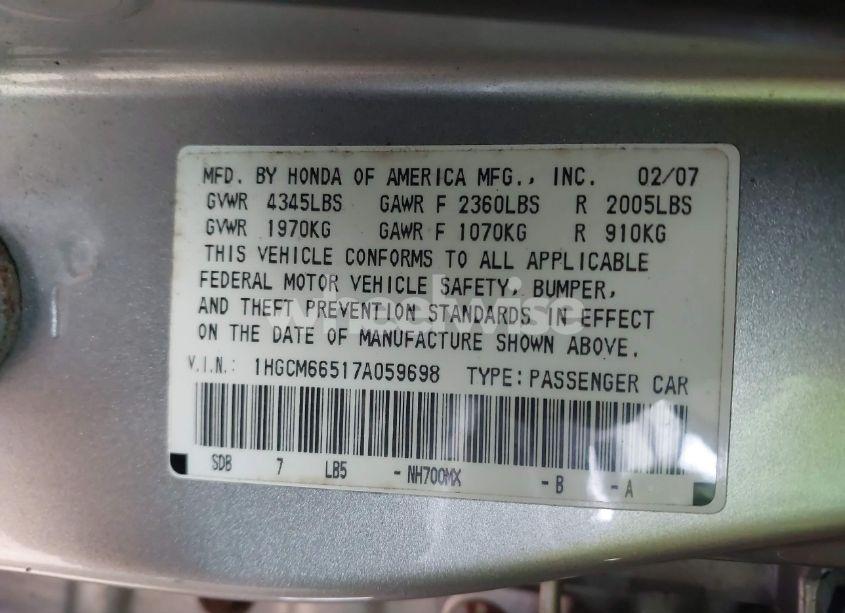 MFD. BY HONDA OF AMERICA MFG., INC. 02/07
GVWR 4345LBS GAWR F 2360LBS R 2005LBS
GVWR 1970KG GAWR F 1070KG R 910KG
THIS VEHICLE CONFORMS TO ALL APPLICABLE
FEDERAL MOTOR VEHICLE SAFETY, BUMPER,
AND THEFT PREVENTION STANDARDS IN EFFECT
wheelwise
ON THE DATE OF MANUFACTURE SHOWN ABOVE.
V.I.N.: 1HGCM66517A059698 TYPE:PASSENGER CAR
SDB 7 LB5 - NH700MX - B - A